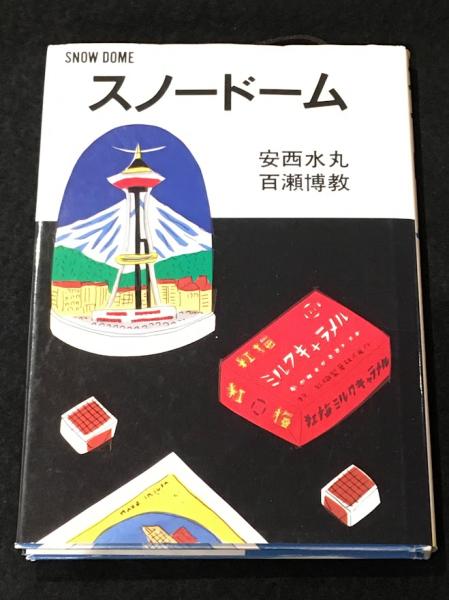 SNOW DOME
スノードーム
安西水丸
百瀬博教
紅梅
ミルクキャラメル
紅梅
紅梅ミルクキャラメル